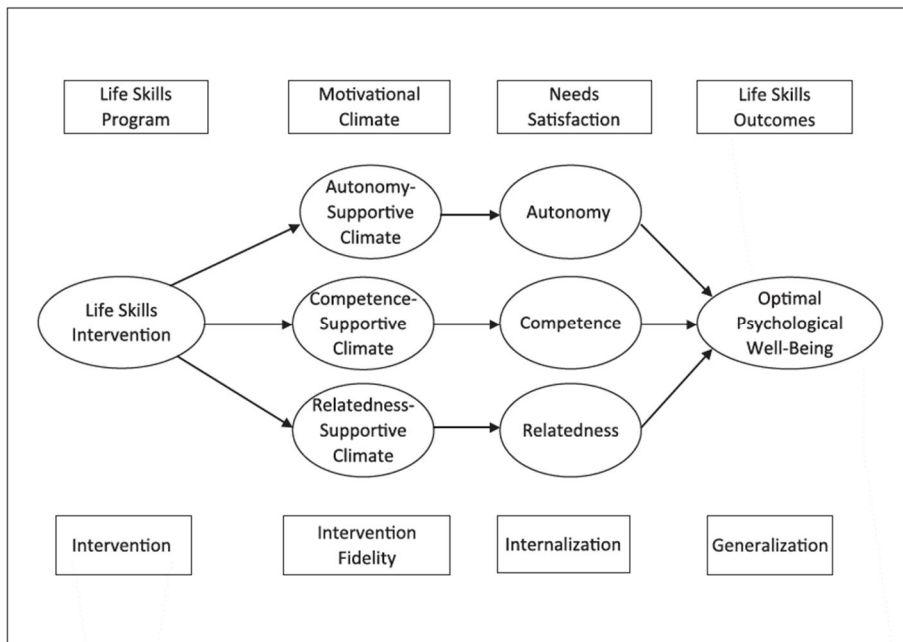 Life Skills
Program
Motivational
Climate
Needs
Satisfaction
Life Skills
Outcomes
Autonomy-
Supportive
Climate
Autonomy
Life Skills
Intervention
Competence-
Supportive
Climate
Competence
Optimal
Psychological
Well-Being
Relatedness-
Supportive
Climate
Relatedness
Intervention
Intervention
Fidelity
Internalization
Generalization